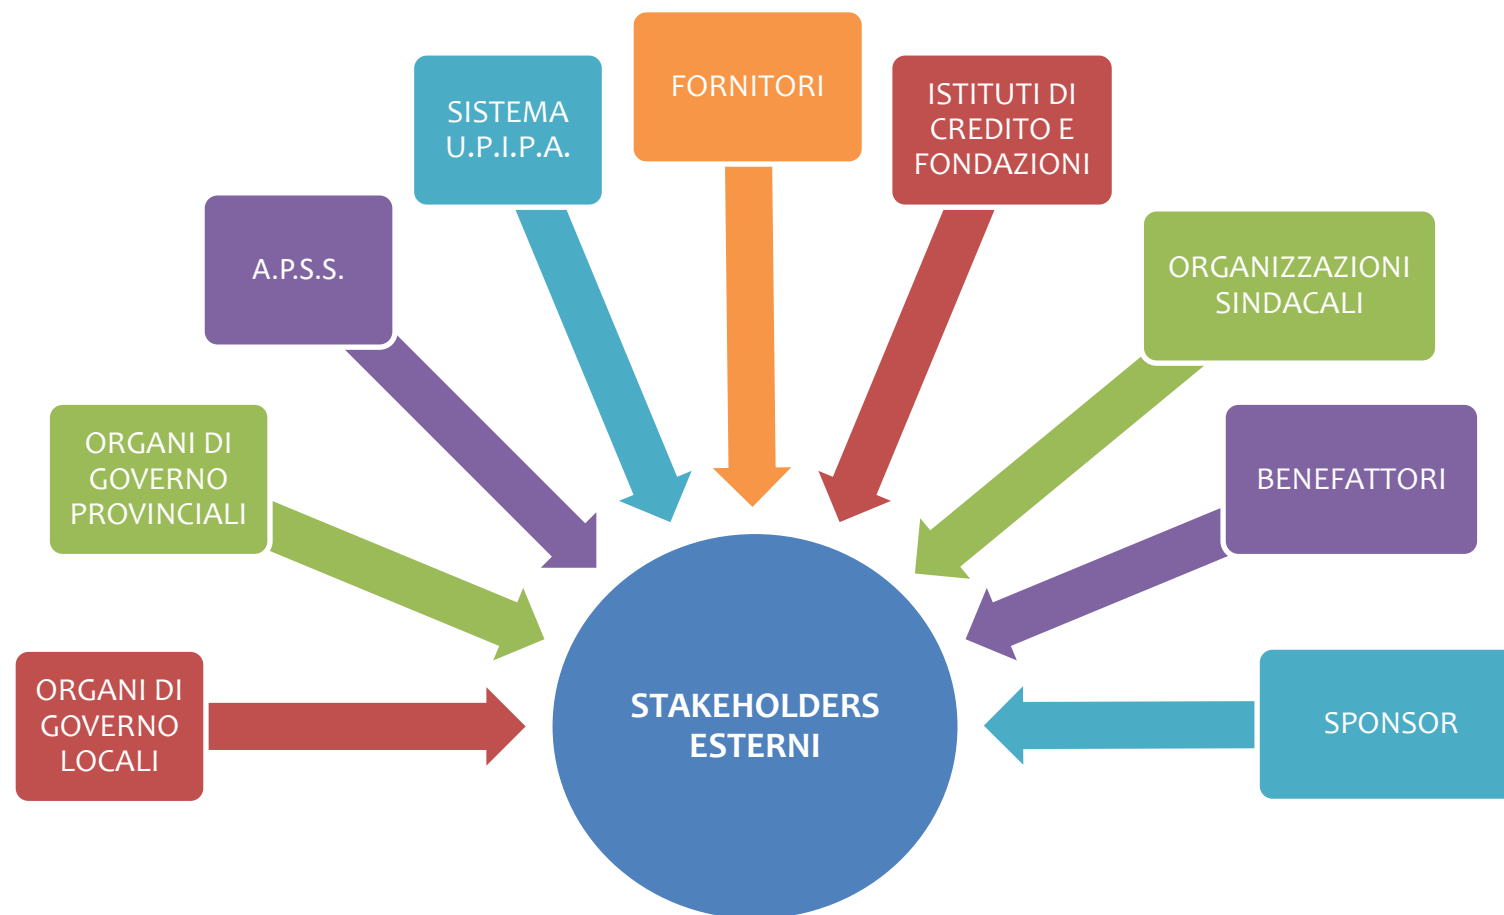 FORNITORI
ISTITUTI DI
CREDITO E
FONDAZIONI
SISTEMA
U.P.I.P.A.
A.P.S.S.
ORGANIZZAZIONI
SINDACALI
ORGANI DI
GOVERNO
PROVINCIALI
BENEFATTORI
ORGANI DI
GOVERNO
LOCALI
STAKEHOLDERS
ESTERNI
SPONSOR